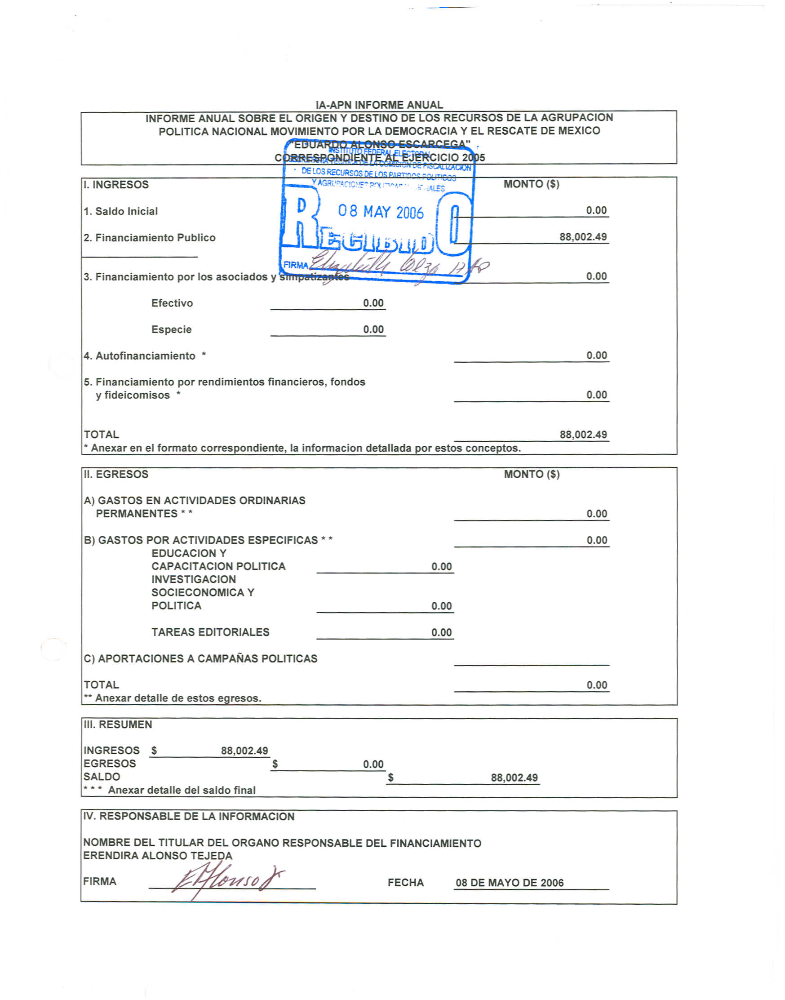 IA-APN INFORME ANUAL
INFORME ANUAL SOBRE EL ORIGEN Y DESTINO DE LOS RECURSOS DE LA AGRUPACION
POLITICA NACIONAL MOVIMIENTO POR LA DEMOCRACIA Y EL RESCATE DE MEXICO
"EDUARDO ALONSO ESCARCEGA"
CORRESPONDIENTE AL EJERCICIO 2005
INSTITUTO FEDERAL ELECTORAL
SECRETARIA TECNICA DE LA COMISION DE FISCALIZACION
DE LOS RECURSOS DE LOS PARTIDOS POLITICOS
Y AGRUPACIONES POLITICAS NACIONALES
08 MAY 2006
RECIBIDO
FIRMA Elizabeth
I. INGRESOS MONTO ($)
1. Saldo Inicial 0.00
2. Financiamiento Publico 88,002.49
3. Financiamiento por los asociados y simpatizantes 0.00
Efectivo 0.00
Especie 0.00
4. Autofinanciamiento * 0.00
5. Financiamiento por rendimientos financieros, fondos
y fideicomisos * 0.00
TOTAL 88,002.49
* Anexar en el formato correspondiente, la informacion detallada por estos conceptos.
II. EGRESOS MONTO ($)
A) GASTOS EN ACTIVIDADES ORDINARIAS
PERMANENTES * * 0.00
B) GASTOS POR ACTIVIDADES ESPECIFICAS * * 0.00
EDUCACION Y
CAPACITACION POLITICA 0.00
INVESTIGACION
SOCIECONOMICA Y
POLITICA 0.00
TAREAS EDITORIALES 0.00
C) APORTACIONES A CAMPAÑAS POLITICAS
TOTAL 0.00
** Anexar detalle de estos egresos.
III. RESUMEN
INGRESOS $ 88,002.49
EGRESOS $ 0.00
SALDO $ 88,002.49
* * * Anexar detalle del saldo final
IV. RESPONSABLE DE LA INFORMACION
NOMBRE DEL TITULAR DEL ORGANO RESPONSABLE DEL FINANCIAMIENTO
ERENDIRA ALONSO TEJEDA
FIRMA EAlonsoT FECHA 08 DE MAYO DE 2006